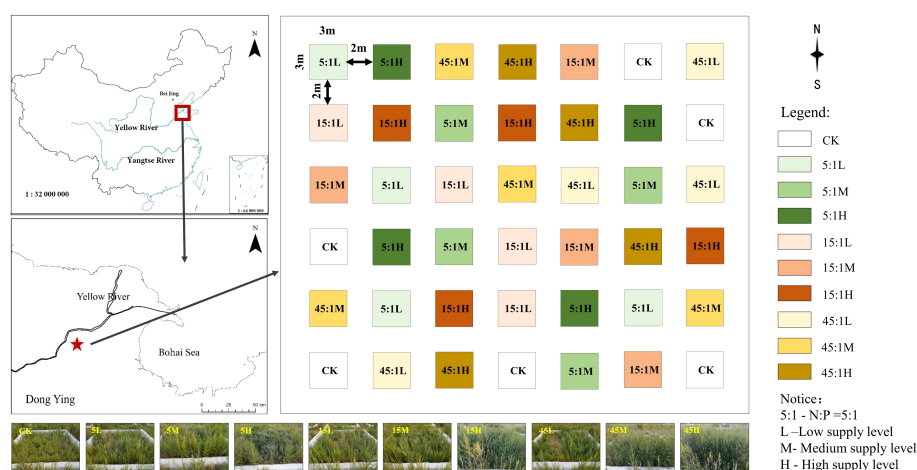 N
Bei Jing
Yellow River
Yangtse River
1 : 32 000 000
1 : 64 000 000
N
Yellow River
Bohai Sea
Dong Ying
0
25
50 km
3m
3m
2m
2m
5:1L 5:1H 45:1M 45:1H 15:1M CK 45:1L
15:1L 15:1H 5:1M 15:1H 45:1H 5:1H CK
15:1M 5:1L 15:1L 45:1M 45:1L 5:1M 45:1L
CK 5:1H 5:1M 15:1L 15:1M 45:1H 15:1H
45:1M 5:1L 15:1H 15:1L 5:1H 5:1L 45:1M
CK 45:1L 45:1H CK 5:1M 15:1M CK
N
S
Legend:
CK
5:1L
5:1M
5:1H
15:1L
15:1M
15:1H
45:1L
45:1M
45:1H
Notice：
5:1 - N:P =5:1
L –Low supply level
M- Medium supply level
H - High supply level
CK 5L 5M 5H 15L 15M 15H 45L 45M 45H